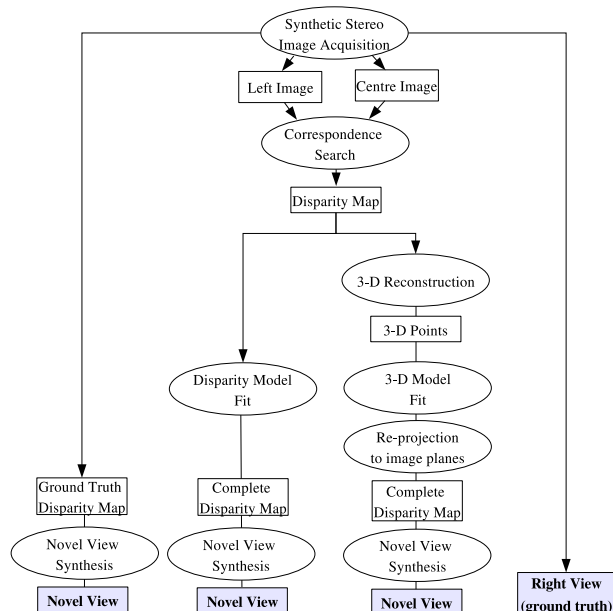 Synthetic Stereo
Image Acquisition
Left Image
Centre Image
Correspondence
Search
Disparity Map
3-D Reconstruction
3-D Points
Disparity Model
Fit
3-D Model
Fit
Re-projection
to image planes
Ground Truth
Disparity Map
Complete
Disparity Map
Complete
Disparity Map
Novel View
Synthesis
Novel View
Synthesis
Novel View
Synthesis
Novel View
Novel View
Novel View
Right View
(ground truth)